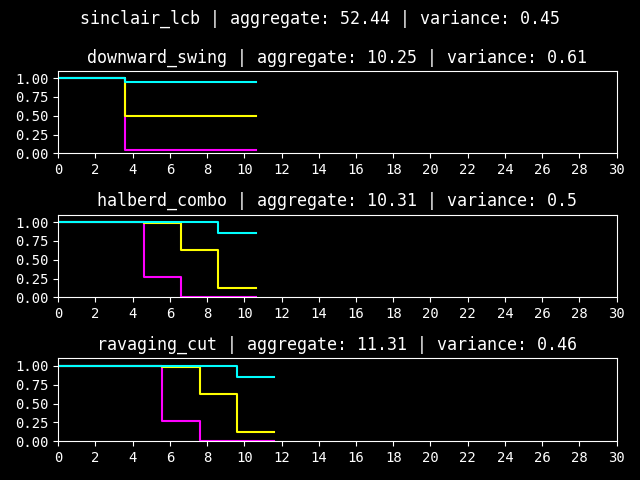 sinclair_lcb | aggregate: 52.44 | variance: 0.45
downward_swing | aggregate: 10.25 | variance: 0.61
1.00
0.75
0.50
0.25
0.00
0 2 4 6 8 10 12 14 16 18 20 22 24 26 28 30
halberd_combo | aggregate: 10.31 | variance: 0.5
1.00
0.75
0.50
0.25
0.00
0 2 4 6 8 10 12 14 16 18 20 22 24 26 28 30
ravaging_cut | aggregate: 11.31 | variance: 0.46
1.00
0.75
0.50
0.25
0.00
0 2 4 6 8 10 12 14 16 18 20 22 24 26 28 30